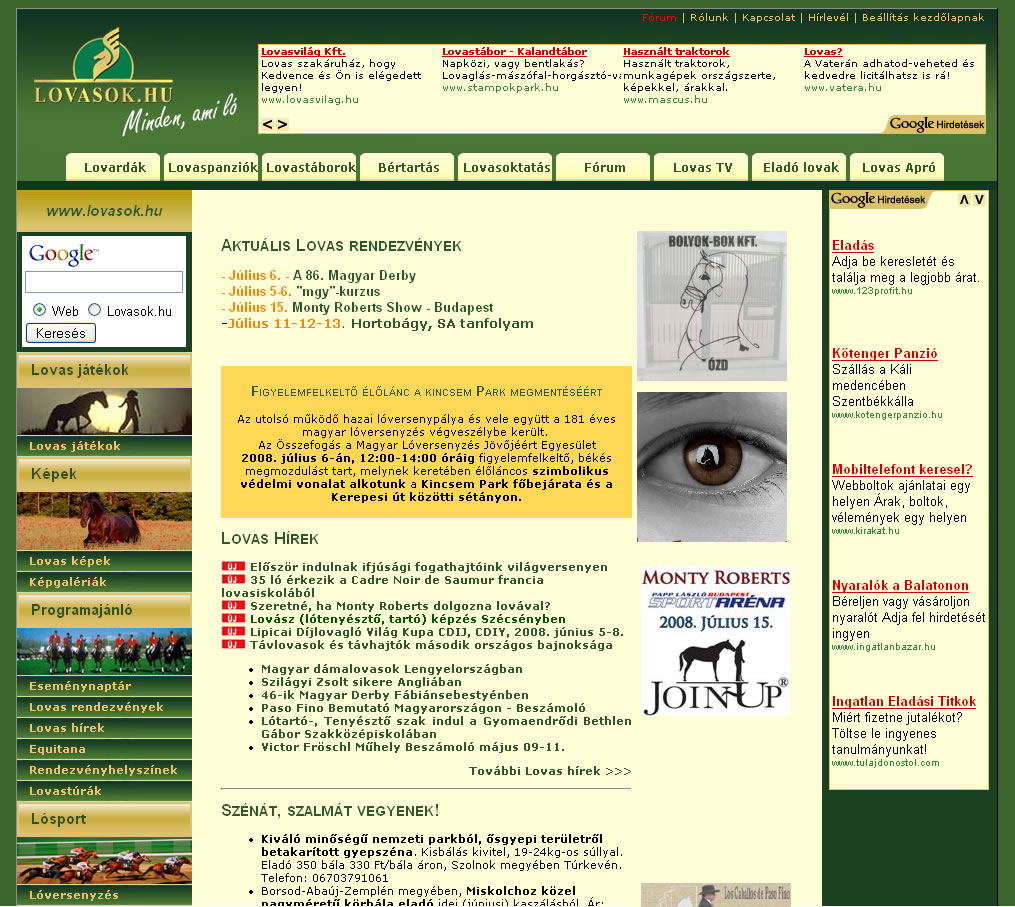 Fórum | Rólunk | Kapcsolat | Hírlevél | Beállítás kezdőlapnak
LOVASOK.HU
Minden, ami ló
Lovasvilág Kft.
Lovas szakáruház, hogy
Kedvence és Ön is elégedett
legyen!
www.lovasvilag.hu
Lovastábor - Kalandtábor
Napközi, vagy bentlakás?
Lovaglás-mászófal-horgásztó-va
www.stampokpark.hu
Használt traktorok
Használt traktorok,
munkagépek országszerte,
képekkel, árakkal.
www.mascus.hu
Lovas?
A Vaterán adhatod-veheted és
kedvedre licitálhatsz is rá!
www.vatera.hu
< >
Google Hirdetések
Lovardák
Lovaspanziók
Lovastáborok
Bértartás
Lovasoktatás
Fórum
Lovas TV
Eladó lovak
Lovas Apró
www.lovasok.hu
Google™
Web Lovasok.hu
Keresés
Lovas játékok
Lovas játékok
Képek
Lovas képek
Képgalériák
Programajánló
Eseménynaptár
Lovas rendezvények
Lovas hírek
Equitana
Rendezvényhelyszínek
Lovastúrák
Lósport
Lóversenyzés
Aktuális Lovas rendezvények
- Július 6. - A 86. Magyar Derby
- Július 5-6. "mgy"-kurzus
- Július 15. Monty Roberts Show - Budapest
-Július 11-12-13. Hortobágy, SA tanfolyam
Figyelemfelkeltő élőlánc a kincsem Park megmentéséért
Az utolsó működő hazai lóversenypálya és vele együtt a 181 éves
magyar lóversenyzés végveszélybe került.
Az Összefogás a Magyar Lóversenyzés Jövőjéért Egyesület
2008. július 6-án, 12:00-14:00 óráig figyelemfelkeltő, békés
megmozdulást tart, melynek keretében élőláncos szimbolikus
védelmi vonalat alkotunk a Kincsem Park főbejárata és a
Kerepesi út közötti sétányon.
Lovas Hírek
ÚJ Először indulnak ifjúsági fogathajtóink világversenyen
ÚJ 35 ló érkezik a Cadre Noir de Saumur francia
lovasiskolából
ÚJ Szeretné, ha Monty Roberts dolgozna lovával?
ÚJ Lovász (lótenyésztő, tartó) képzés Szécsényben
ÚJ Lipicai Díjlovagló Világ Kupa CDIJ, CDIY, 2008. június 5-8.
ÚJ Távlovasok és távhajtók második országos bajnoksága
Magyar dámalovasok Lengyelországban
Szilágyi Zsolt sikere Angliában
46-ik Magyar Derby Fábiánsebestyénben
Paso Fino Bemutató Magyarországon - Beszámoló
Lótartó-, Tenyésztő szak indul a Gyomaendrődi Bethlen
Gábor Szakközépiskolában
Victor Fröschl Műhely Beszámoló május 09-11.
További Lovas hírek >>>
Szénát, szalmát vegyenek!
Kiváló minőségű nemzeti parkból, ősgyepi területről
betakarított gyepszéna. Kisbálás kivitel, 19-24kg-os súllyal.
Eladó 350 bála 330 Ft/bála áron, Szolnok megyében Túrkevén.
Telefon: 06703791061
Borsod-Abaúj-Zemplén megyében, Miskolchoz közel
nagyméretű körbála eladó idei (júniusi) kaszálásból. Ár:
BOLYOK-BOX KFT.
ÓZD
MONTY ROBERTS
PAPP LÁSZLÓ BUDAPEST
SPORTARÉNA
2008. JÚLIUS 15.
JOIN-UP®
Los Caballos de Paso Fino
Google Hirdetések
Eladás
Adja be keresletét és
találja meg a legjobb árat.
www.123profit.hu
Kötenger Panzió
Szállás a Káli
medencében
Szentbékkálla
www.kotengerpanzio.hu
Mobiltelefont keresel?
Webboltok ajánlatai egy
helyen Árak, boltok,
vélemények egy helyen
www.kirakat.hu
Nyaralók a Balatonon
Béreljen vagy vásároljon
nyaralót Adja fel hirdetését
ingyen
www.ingatlanbazar.hu
Ingatlan Eladási Titkok
Miért fizetne jutalékot?
Töltse le ingyenes
tanulmányunkat!
www.tulajdonostol.com